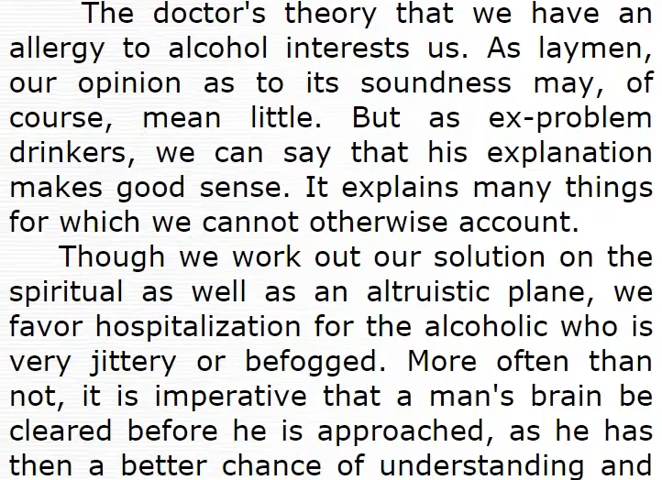 The doctor's theory that we have an
allergy to alcohol interests us. As laymen,
our opinion as to its soundness may, of
course, mean little. But as ex-problem
drinkers, we can say that his explanation
makes good sense. It explains many things
for which we cannot otherwise account.
Though we work out our solution on the
spiritual as well as an altruistic plane, we
favor hospitalization for the alcoholic who is
very jittery or befogged. More often than
not, it is imperative that a man's brain be
cleared before he is approached, as he has
then a better chance of understanding and